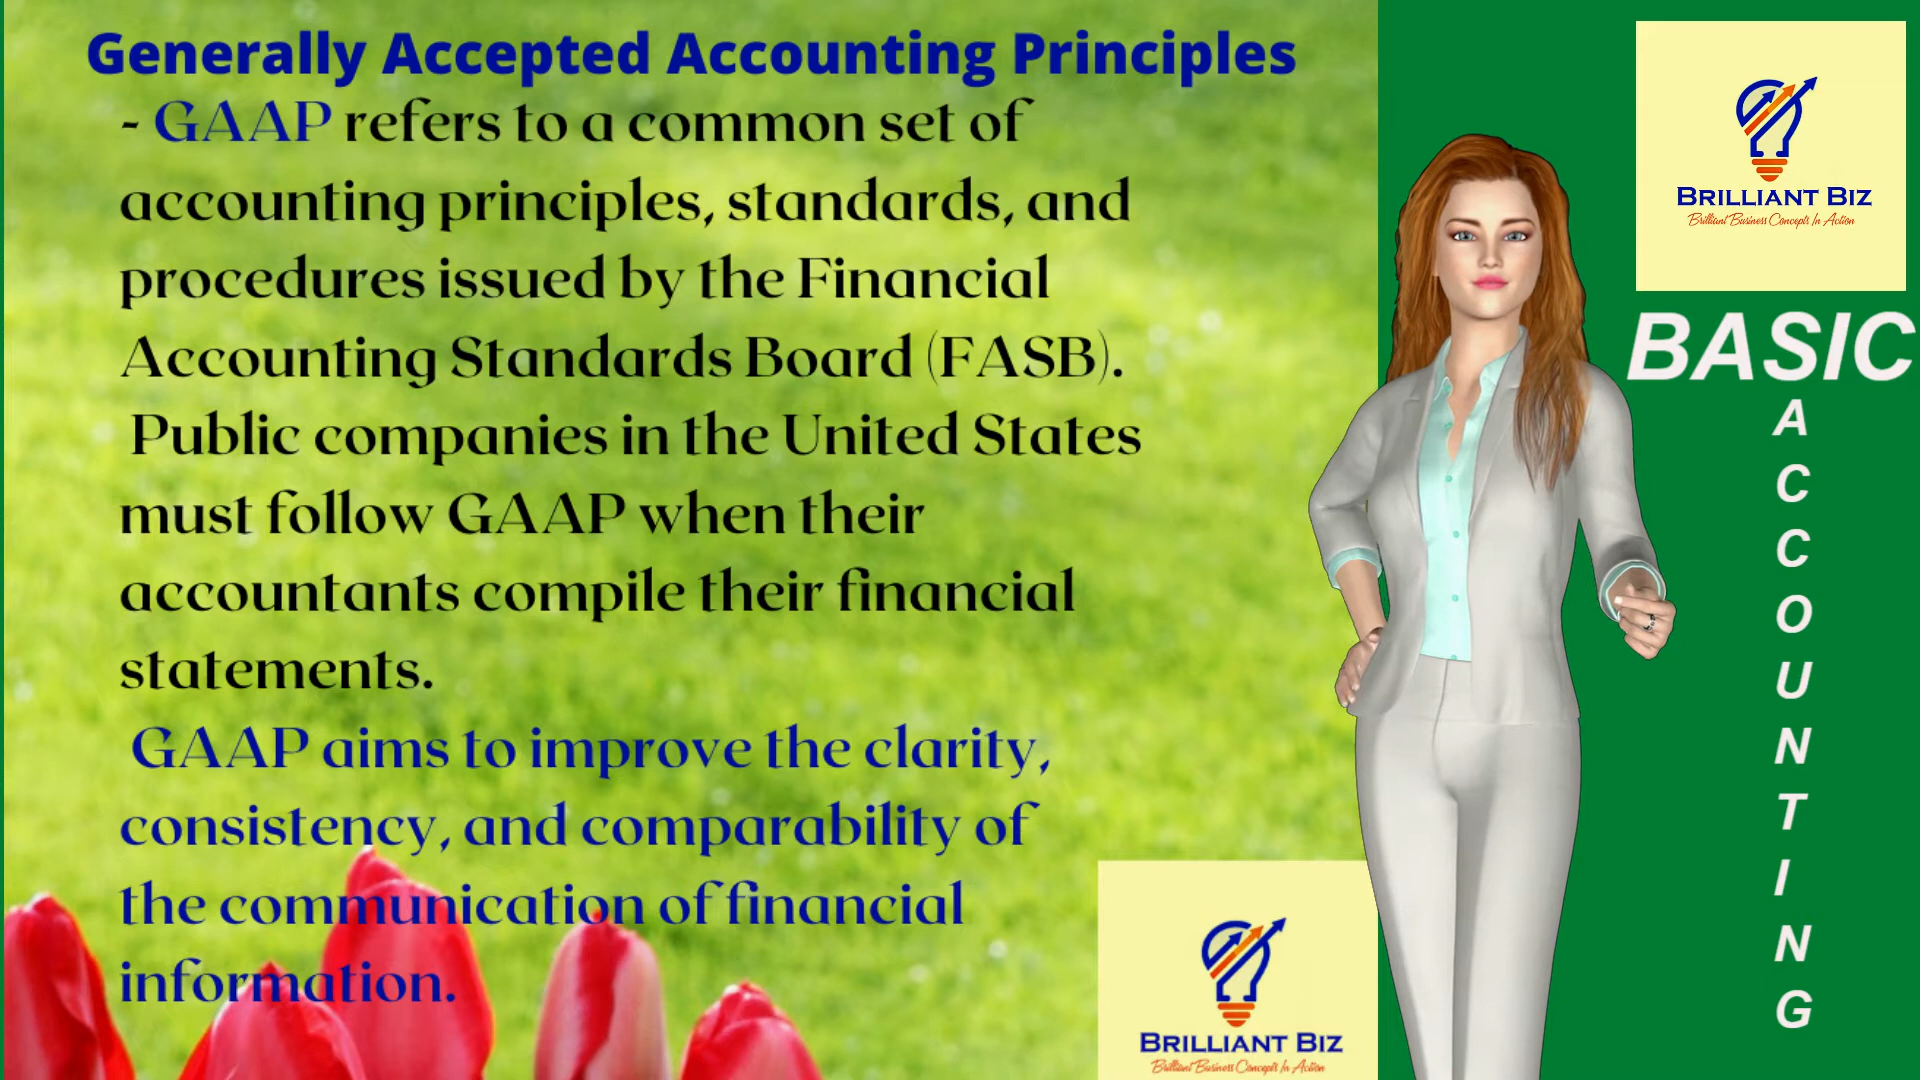 Generally Accepted Accounting Principles
- GAAP refers to a common set of
accounting principles, standards, and
procedures issued by the Financial
Accounting Standards Board (FASB).
Public companies in the United States
must follow GAAP when their
accountants compile their financial
statements.
GAAP aims to improve the clarity,
consistency, and comparability of
the communication of financial
information.
BRILLIANT BIZ
Brilliant Business Concepts In Action
BRILLIANT BIZ
Brilliant Business Concepts In Action
BASIC
A
C
C
O
U
N
T
I
N
G